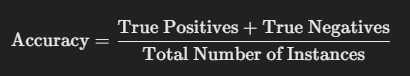 Accuracy = True Positives + True Negatives / Total Number of Instances